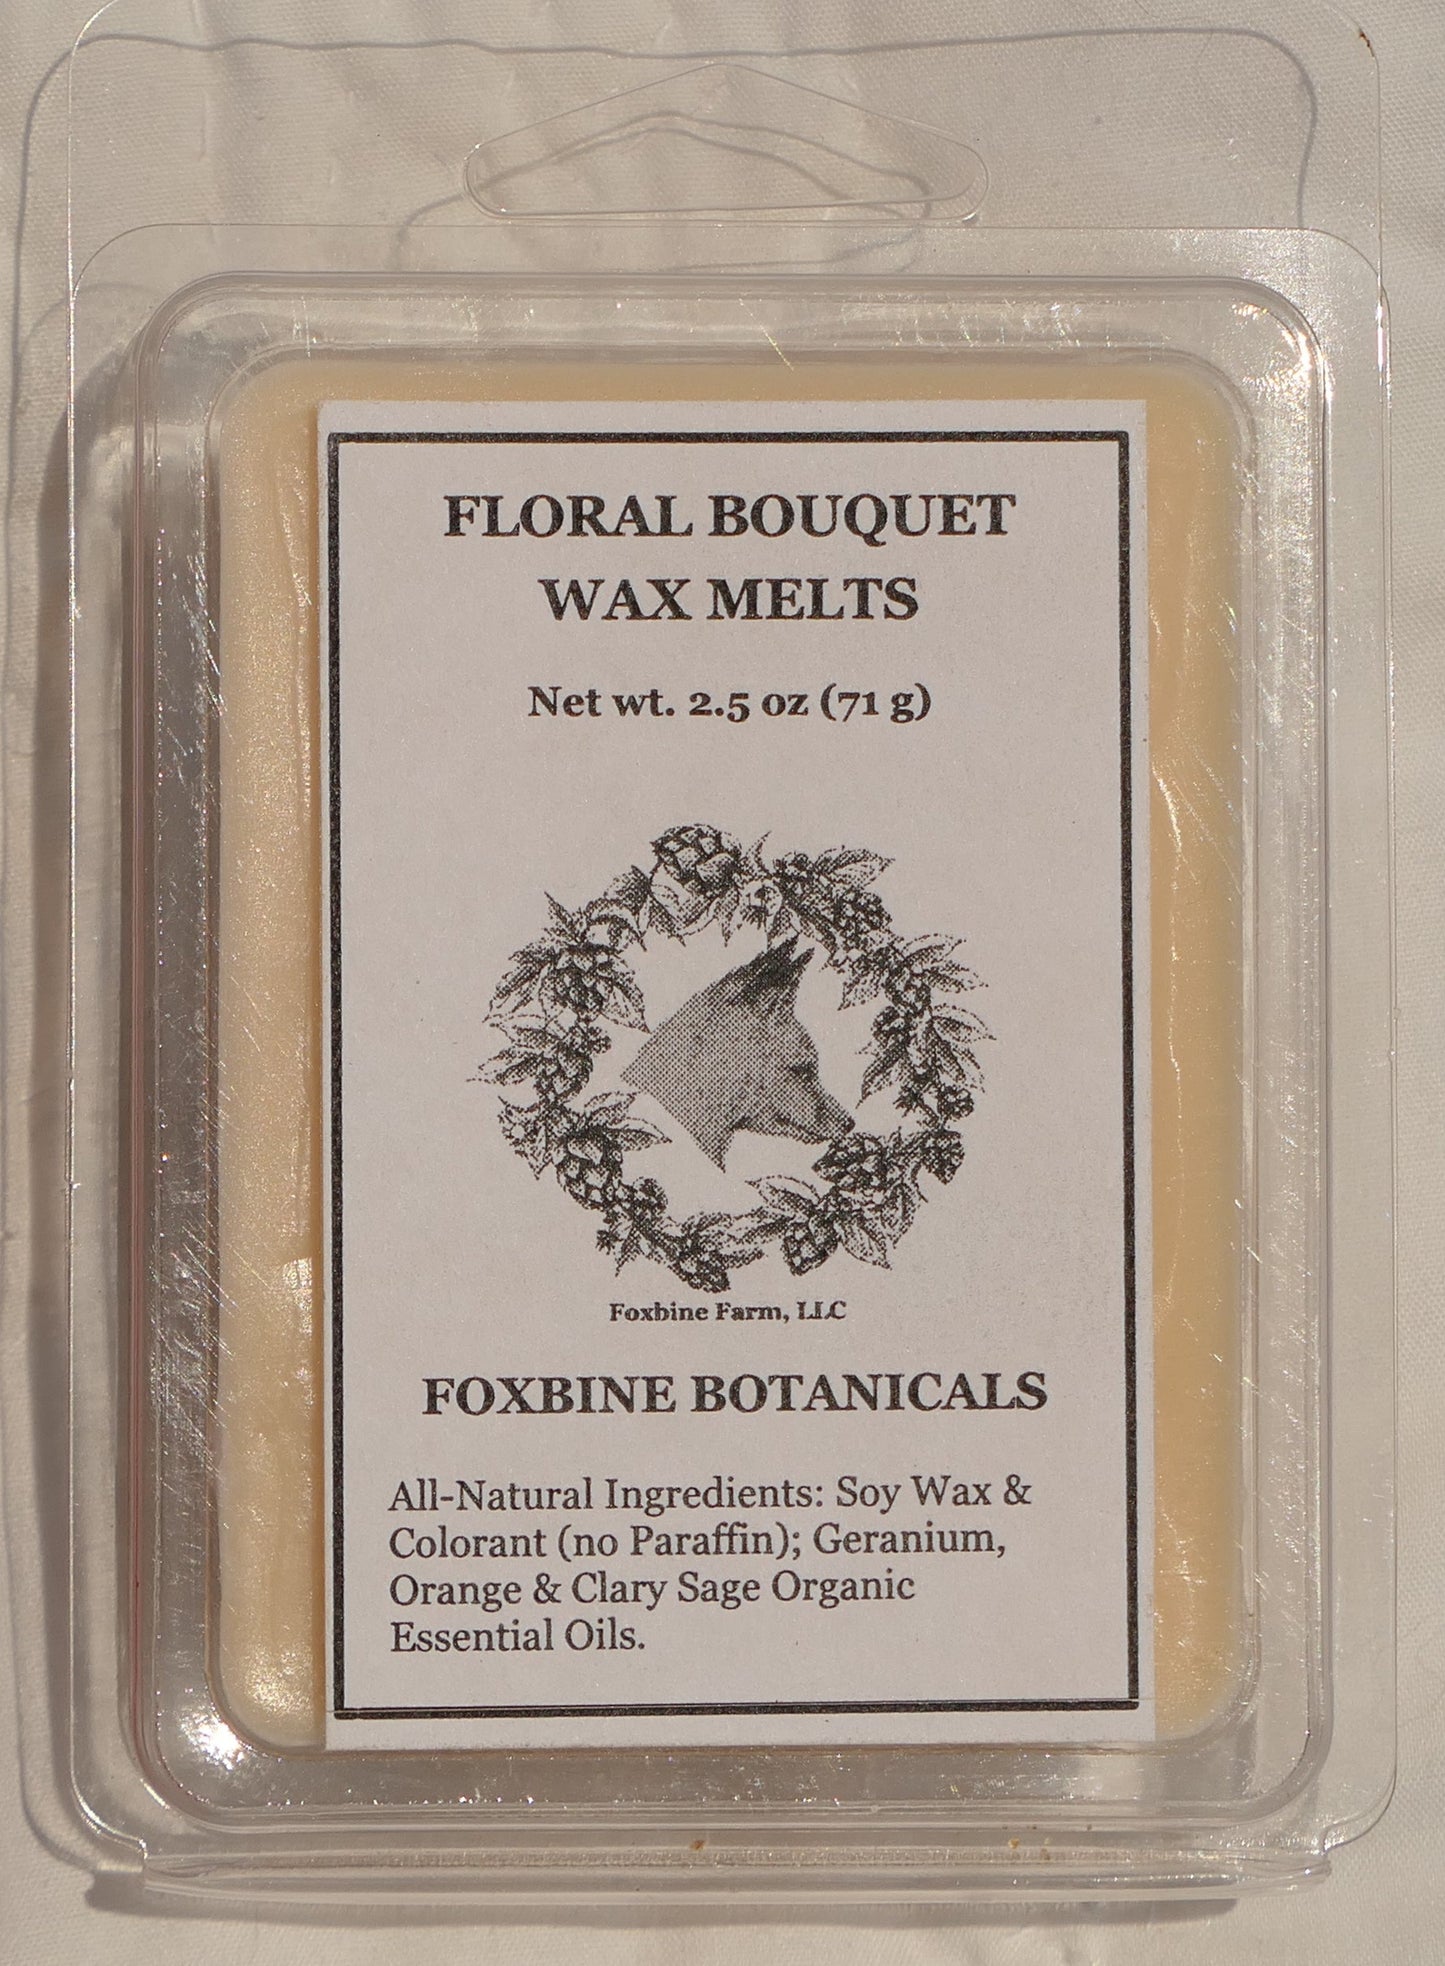 FLORAL BOUQUET
WAX MELTS
Net wt. 2.5 oz (71 g)
Foxbine Farm, LLC
FOXBINE BOTANICALS
All-Natural Ingredients: Soy Wax &
Colorant (no Paraffin); Geranium,
Orange & Clary Sage Organic
Essential Oils.